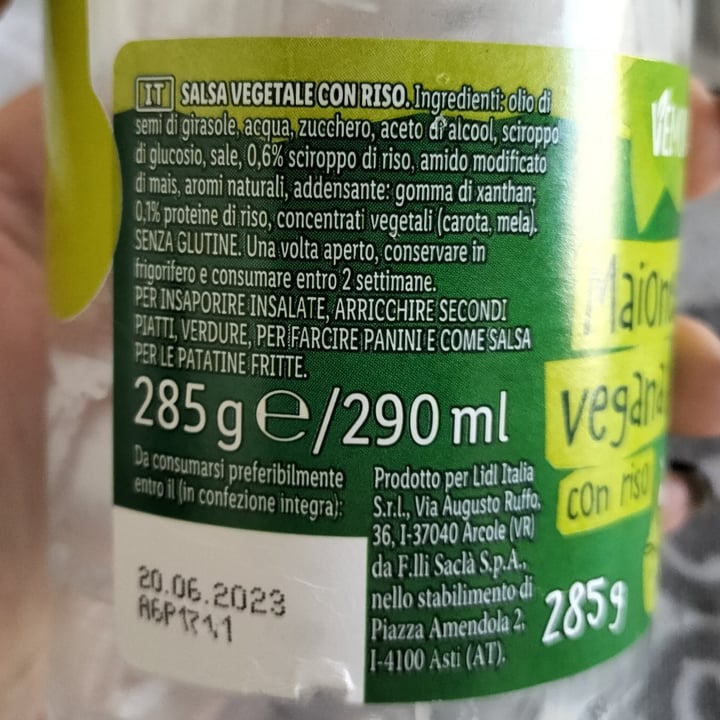 IT SALSA VEGETALE CON RISO. Ingredienti: olio di
semi di girasole, acqua, zucchero, aceto di alcool, sciroppo
di glucosio, sale, 0,6% sciroppo di riso, amido modificato
di mais, aromi naturali, addensante: gomma di xanthan;
0,1% proteine di riso, concentrati vegetali (carota, mela).
SENZA GLUTINE. Una volta aperto, conservare in
frigorifero e consumare entro 2 settimane.
PER INSAPORIRE INSALATE, ARRICCHIRE SECONDI
PIATTI, VERDURE, PER FARCIRE PANINI E COME SALSA
PER LE PATATINE FRITTE.
285 g e/290 ml
Da consumarsi preferibilmente
entro il (in confezione integra):
20.06.2023
Prodotto per Lidl Italia
S.r.l., Via Augusto Ruffo,
36, I-37040 Arcole (VR)
da F.lli Saclà S.p.A.,
nello stabilimento di
Piazza Amendola 2,
I-4100 Asti (AT).
Maione
vegana
con riso
285g